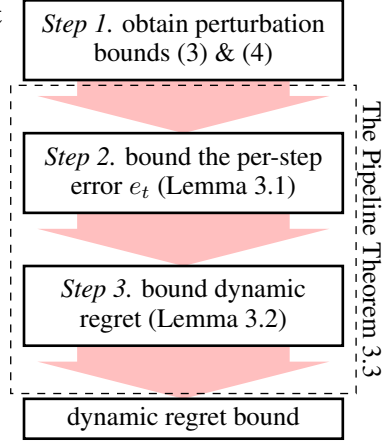 Step 1. obtain perturbation
bounds (3) & (4)
Step 2. bound the per-step
error e_t (Lemma 3.1)
Step 3. bound dynamic
regret (Lemma 3.2)
dynamic regret bound
The Pipeline Theorem 3.3